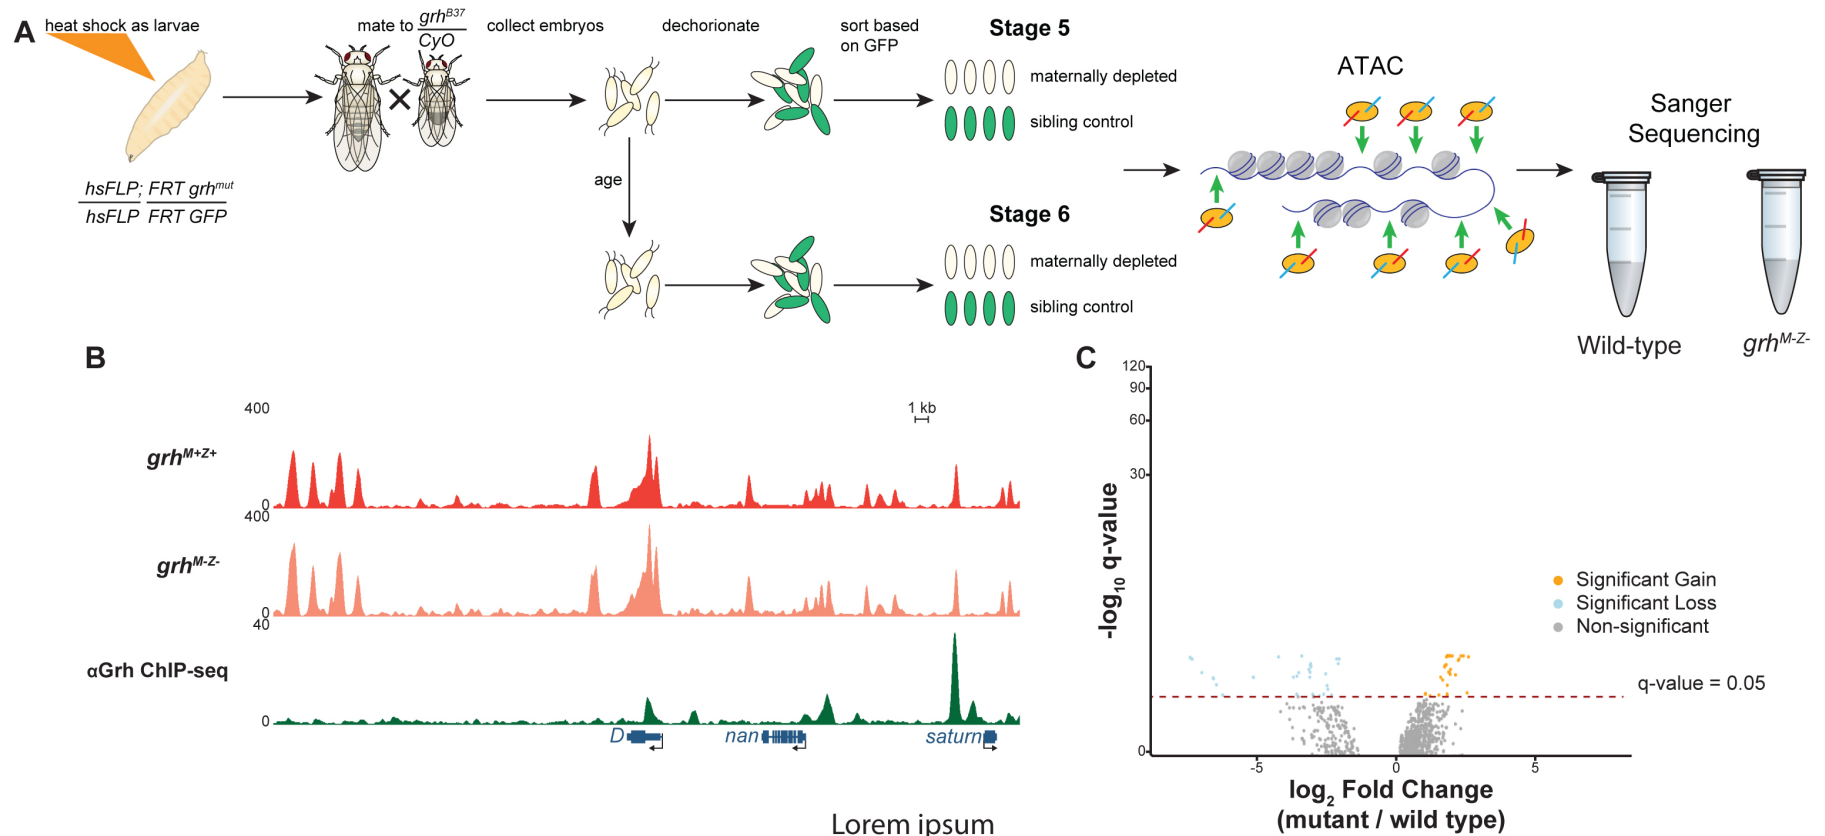 A
heat shock as larvae
hsFLP; FRT grh^mut
hsFLP FRT GFP
mate to grh^B37
CyO
collect embryos
dechorionate
sort based
on GFP
Stage 5
maternally depleted
sibling control
age
Stage 6
maternally depleted
sibling control
ATAC
Sanger
Sequencing
Wild-type
grh^M-Z-
B
400
1 kb
grh^M+Z+
0
400
grh^M-Z-
0
40
αGrh ChIP-seq
0
D
nan
saturn
C
120
90
60
30
0
-log10 q-value
Significant Gain
Significant Loss
Non-significant
q-value = 0.05
-5
0
5
log2 Fold Change
(mutant / wild type)
Lorem ipsum